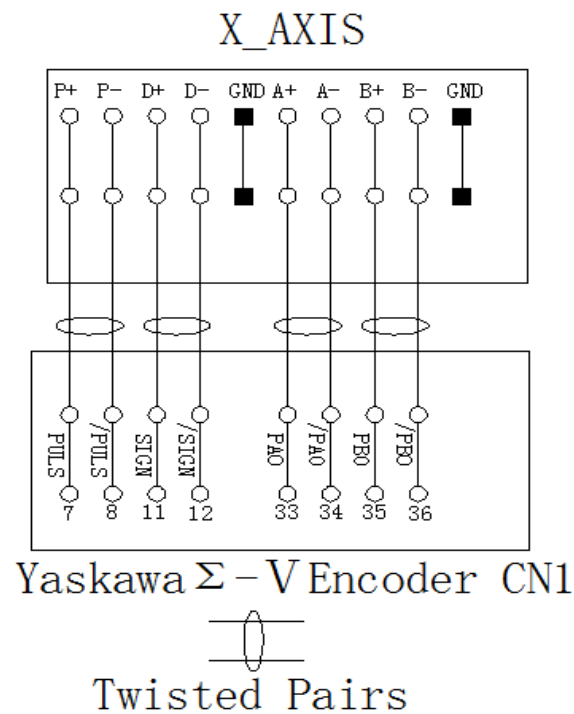 X_AXIS
P+ P- D+ D- GND A+ A- B+ B- GND
PULS /PULS SIGN /SIGN PAO /PAO PBO /PBO
7 8 11 12 33 34 35 36
Yaskawa Σ-V Encoder CN1
Twisted Pairs